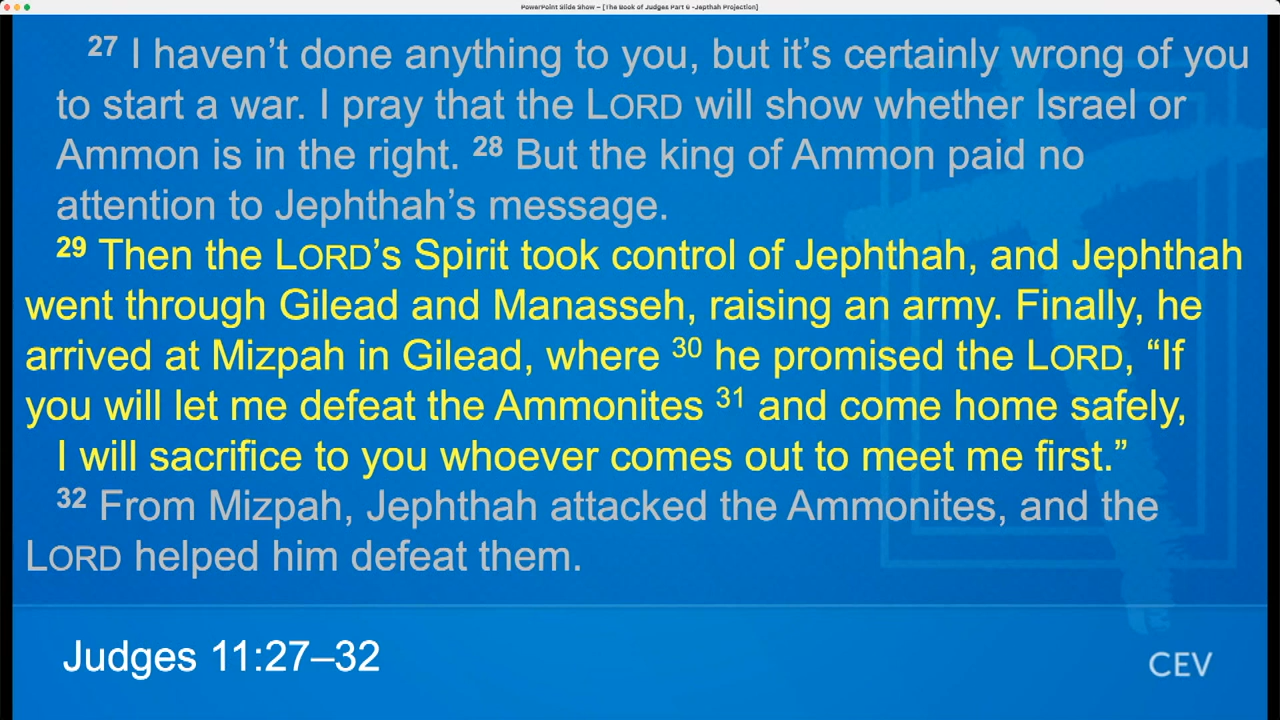 PowerPoint Slide Show – [The Book of Judges Part 6 -Jepthah Projection]
27 I haven’t done anything to you, but it’s certainly wrong of you
to start a war. I pray that the LORD will show whether Israel or
Ammon is in the right. 28 But the king of Ammon paid no
attention to Jephthah’s message.
29 Then the LORD’s Spirit took control of Jephthah, and Jephthah
went through Gilead and Manasseh, raising an army. Finally, he
arrived at Mizpah in Gilead, where 30 he promised the LORD, “If
you will let me defeat the Ammonites 31 and come home safely,
I will sacrifice to you whoever comes out to meet me first.”
32 From Mizpah, Jephthah attacked the Ammonites, and the
LORD helped him defeat them.
Judges 11:27–32
CEV